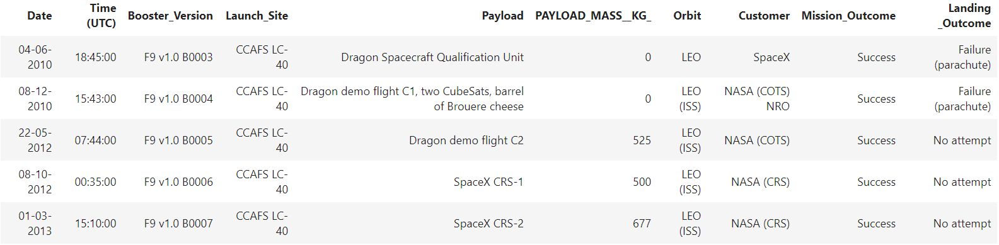 Date Time (UTC) Booster_Version Launch_Site Payload PAYLOAD_MASS__KG_ Orbit Customer Mission_Outcome Landing _Outcome
04-06-2010 18:45:00 F9 v1.0 B0003 CCAFS LC-40 Dragon Spacecraft Qualification Unit 0 LEO SpaceX Success Failure (parachute)
08-12-2010 15:43:00 F9 v1.0 B0004 CCAFS LC-40 Dragon demo flight C1, two CubeSats, barrel of Brouere cheese 0 LEO (ISS) NASA (COTS) NRO Success Failure (parachute)
22-05-2012 07:44:00 F9 v1.0 B0005 CCAFS LC-40 Dragon demo flight C2 525 LEO (ISS) NASA (COTS) Success No attempt
08-10-2012 00:35:00 F9 v1.0 B0006 CCAFS LC-40 SpaceX CRS-1 500 LEO (ISS) NASA (CRS) Success No attempt
01-03-2013 15:10:00 F9 v1.0 B0007 CCAFS LC-40 SpaceX CRS-2 677 LEO (ISS) NASA (CRS) Success No attempt